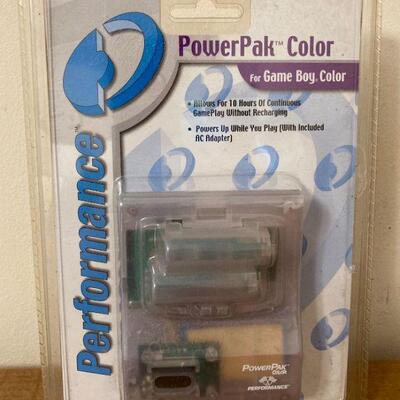 PowerPak™ Color
For Game Boy® Color
• Allows For 10 Hours Of Continuous
GamePlay Without Recharging
• Powers Up While You Play (With Included
AC Adapter)
Performance™
POWERPAK
PERFORMANCE